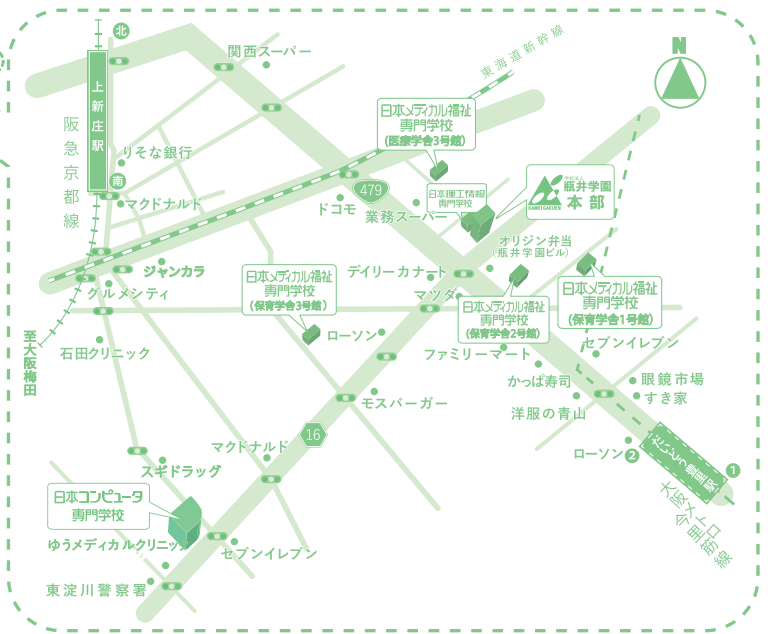 北
上新庄駅
南
阪急京都線
関西スーパー
東海道新幹線
N
りそな銀行
マクドナルド
日本メディカル福祉
専門学校
(医療学舎3号館)
479
ドコモ
業務スーパー
日本理工情報
専門学校
学校法人
瓶井学園
本部
KAMEI GAKUEN
オリジン弁当
(瓶井学園ビル)
ジャンカラ
グルメシティ
日本メディカル福祉
専門学校
(保育学舎3号館)
デイリーカナート
マツダ
日本メディカル福祉
専門学校
(保育学舎2号館)
日本メディカル福祉
専門学校
(保育学舎1号館)
至大阪梅田
石田クリニック
ローソン
ファミリーマート
セブンイレブン
かっぱ寿司
眼鏡市場
すき家
洋服の青山
モスバーガー
16
マクドナルド
ローソン
2
だいどう豊里駅
1
大阪メトロ
今里筋線
スギドラッグ
日本コンピュータ
専門学校
ゆうメディカルクリニック
セブンイレブン
東淀川警察署